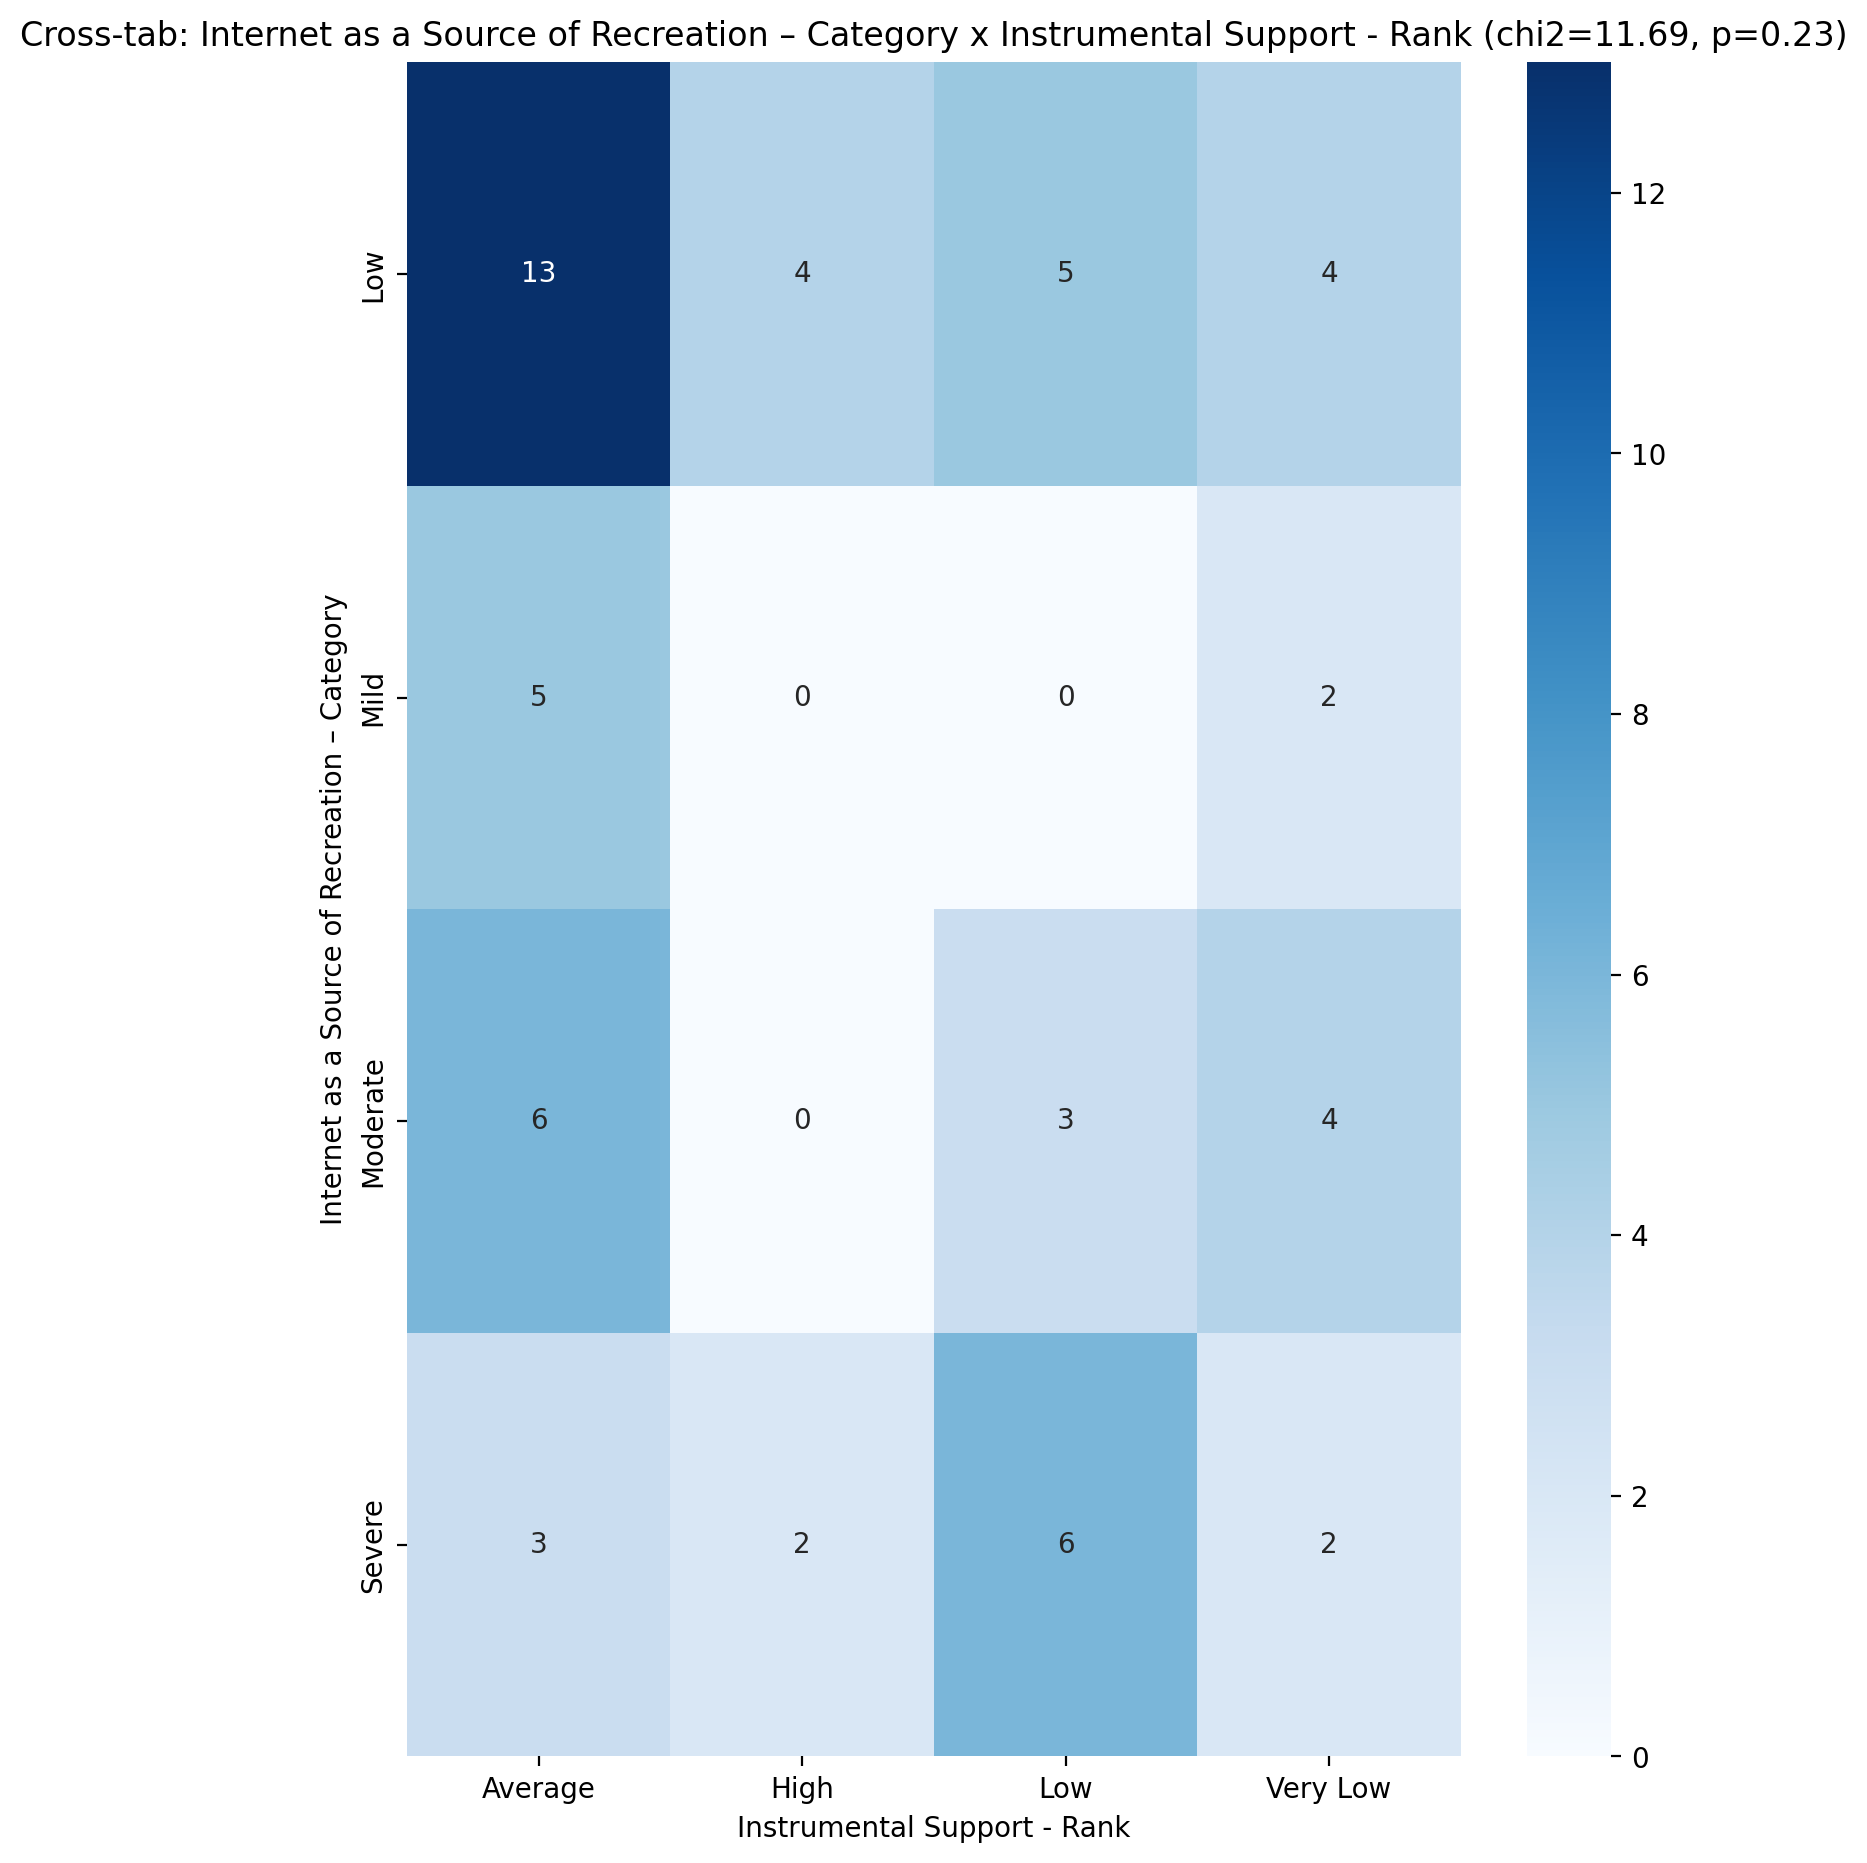 Cross-tab: Internet as a Source of Recreation – Category x Instrumental Support - Rank (chi2=11.69, p=0.23)
Internet as a Source of Recreation – Category
Low
13 4 5 4
Mild
5 0 0 2
Moderate
6 0 3 4
Severe
3 2 6 2
Average High Low Very Low
Instrumental Support - Rank
12
10
8
6
4
2
0